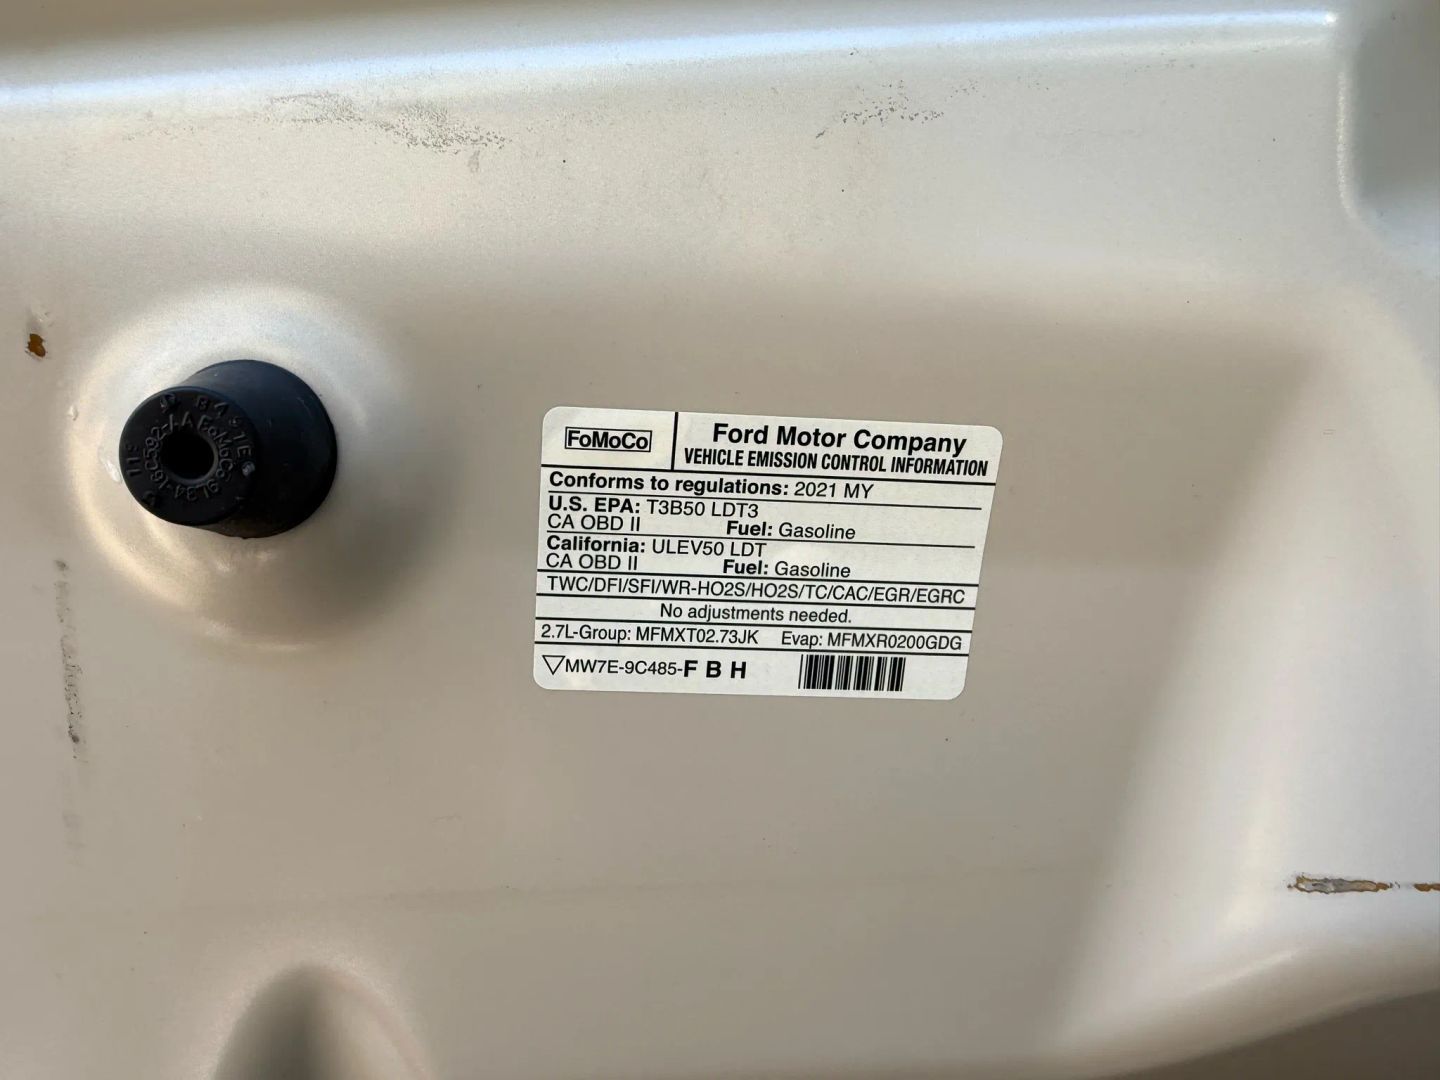 FoMoCo
Ford Motor Company
VEHICLE EMISSION CONTROL INFORMATION
Conforms to regulations: 2021 MY
U.S. EPA: T3B50 LDT3
CA OBD II Fuel: Gasoline
California: ULEV50 LDT
CA OBD II Fuel: Gasoline
TWC/DFI/SFI/WR-HO2S/HO2S/TC/CAC/EGR/EGRC
No adjustments needed.
2.7L-Group: MFMXT02.73JK Evap: MFMXR0200GDG
MW7E-9C485-F B H
FoMoCo